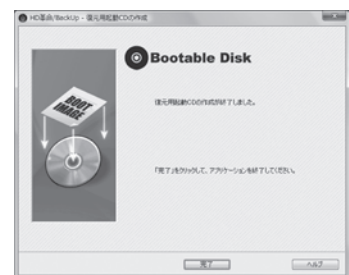 HD革命/BackUp - 復元用起動CDの作成
Bootable Disk
BOOT
IMAGE
復元用起動CDの作成が終了しました。
「完了」をクリックして、アプリケーションを終了してください。
完了
ヘルプ